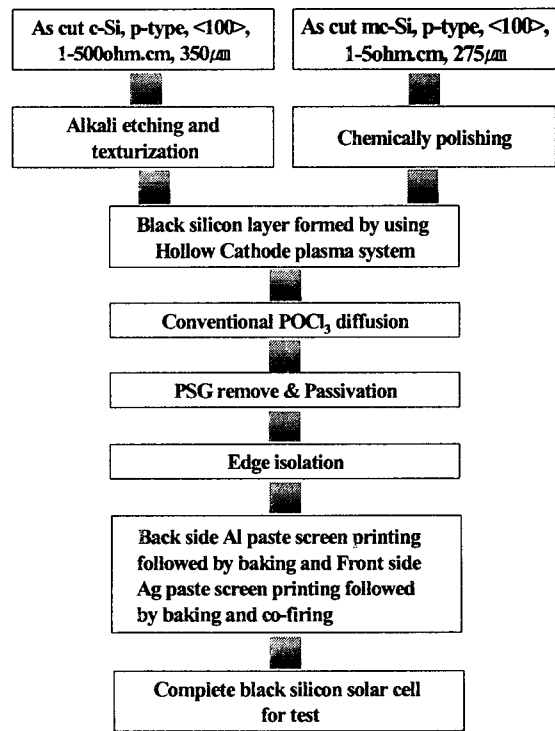 As cut c-Si, p-type, <100>,
1-500ohm.cm, 350㎛
As cut mc-Si, p-type, <100>,
1-5ohm.cm, 275㎛
Alkali etching and
texturization
Chemically polishing
Black silicon layer formed by using
Hollow Cathode plasma system
Conventional POCl₃ diffusion
PSG remove & Passivation
Edge isolation
Back side Al paste screen printing
followed by baking and Front side
Ag paste screen printing followed
by baking and co-firing
Complete black silicon solar cell
for test